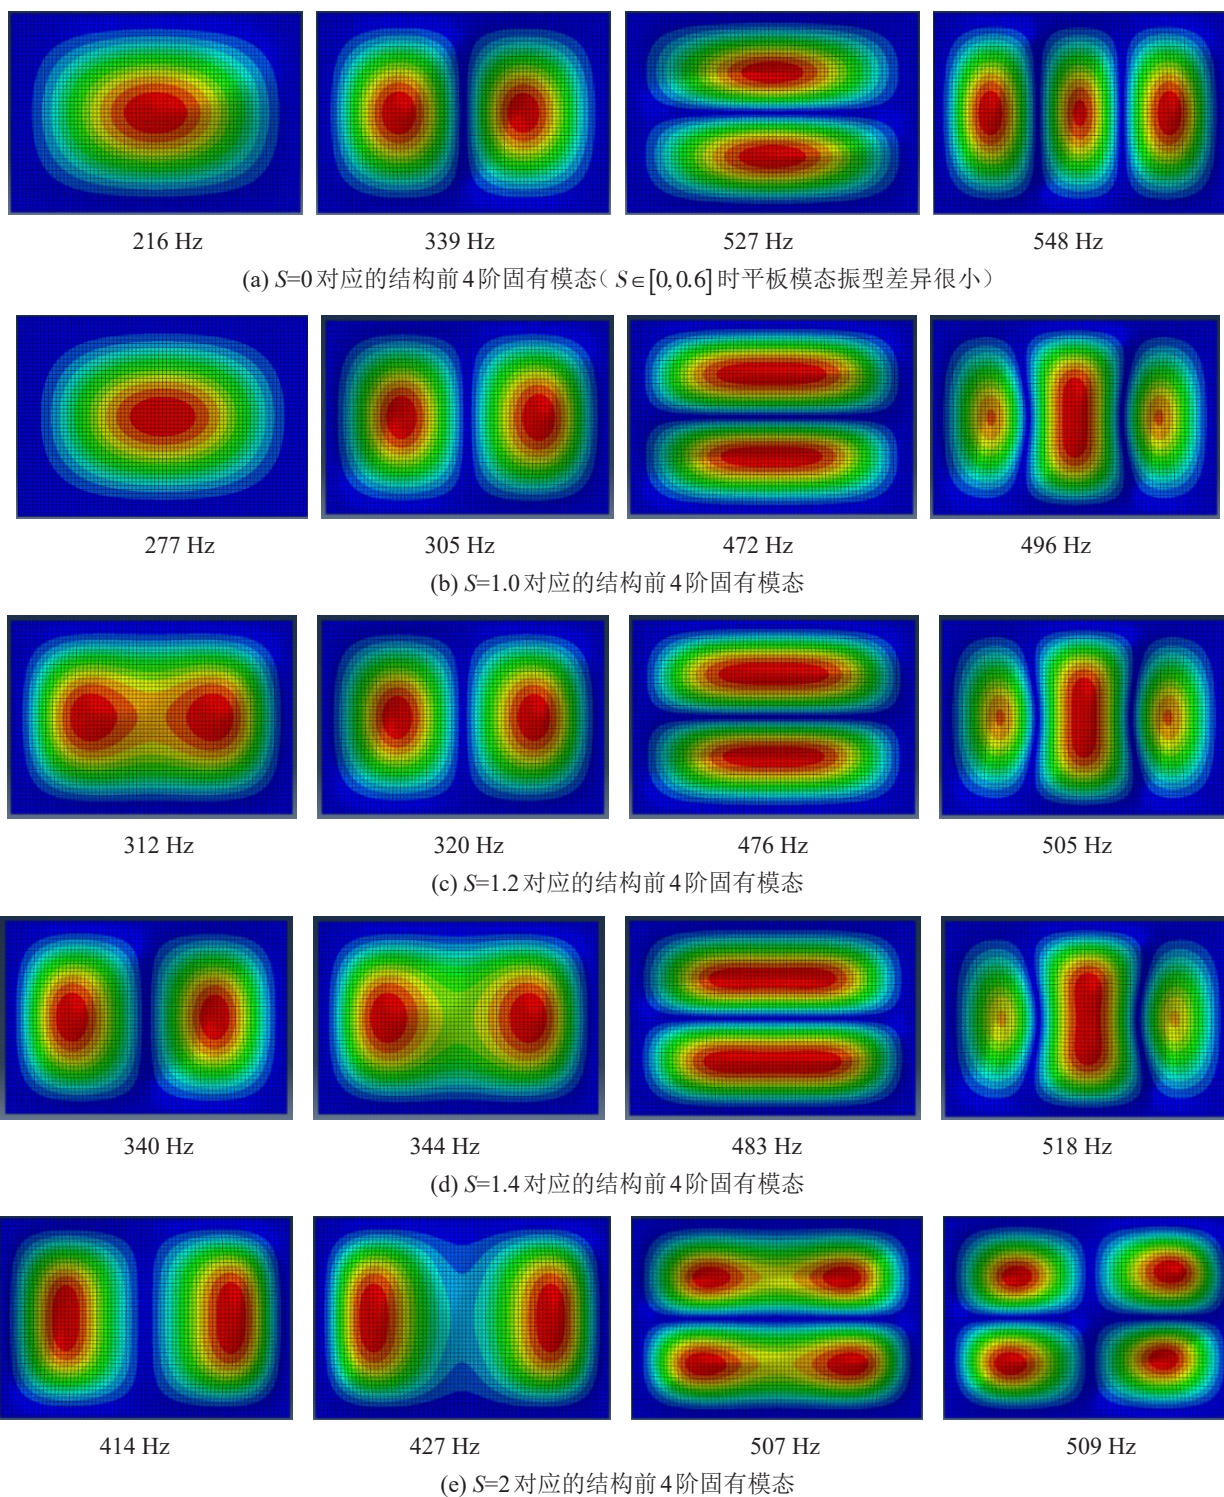 216 Hz 339 Hz 527 Hz 548 Hz
(a) S=0对应的结构前4阶固有模态（S∈[0,0.6]时平板模态振型差异很小）
277 Hz 305 Hz 472 Hz 496 Hz
(b) S=1.0对应的结构前4阶固有模态
312 Hz 320 Hz 476 Hz 505 Hz
(c) S=1.2对应的结构前4阶固有模态
340 Hz 344 Hz 483 Hz 518 Hz
(d) S=1.4对应的结构前4阶固有模态
414 Hz 427 Hz 507 Hz 509 Hz
(e) S=2对应的结构前4阶固有模态